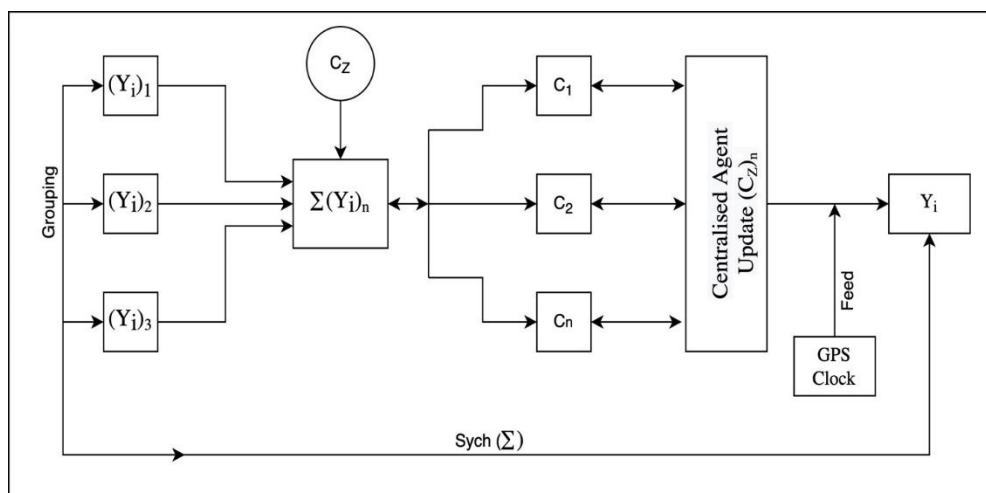 Grouping
(Yi)1
(Yi)2
(Yi)3
CZ
Σ(Yi)n
C1
C2
Cn
Centralised Agent
Update (CZ)n
Feed
GPS
Clock
Yi
Sych (Σ)